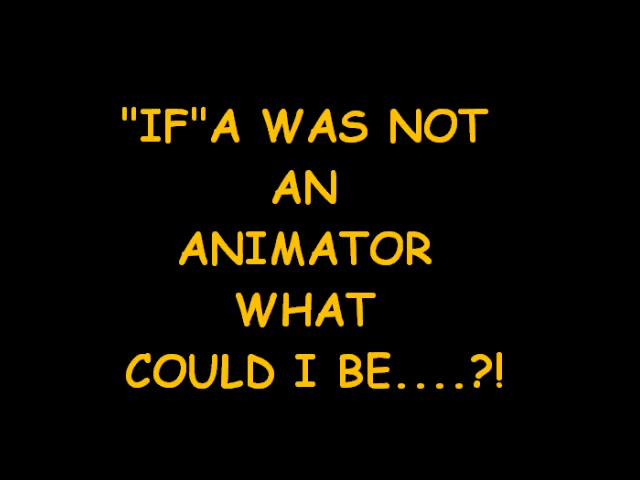 "IF"A WAS NOT
AN
ANIMATOR
WHAT
COULD I BE....?!